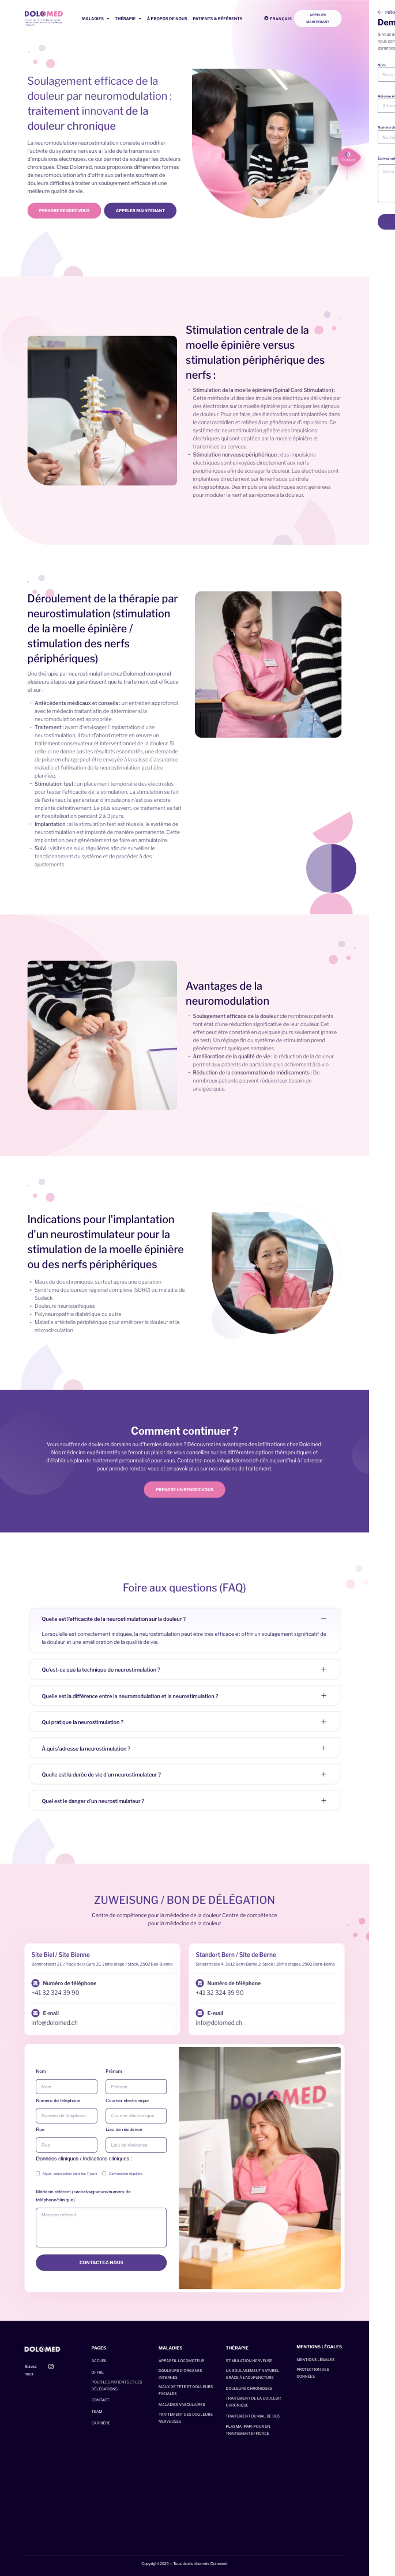 DOLOMED
MALADIES
THÉRAPIE
À PROPOS DE NOUS
PATIENTS & RÉFÉRENTS
FRANÇAIS
APPELER
MAINTENANT
Soulagement efficace de la
douleur par neuromodulation :
traitement innovant de la
douleur chronique
La neuromodulation/neurostimulation consiste à modifier
l'activité du système nerveux à l'aide de la transmission
d'impulsions électriques, ce qui permet de soulager les douleurs
chroniques. Chez Dolomed, nous proposons différentes formes
de neuromodulation afin d'offrir aux patients souffrant de
douleurs difficiles à traiter un soulagement efficace et une
meilleure qualité de vie.
PRENDRE RENDEZ-VOUS
APPELER MAINTENANT
Stimulation centrale de la
moelle épinière versus
stimulation périphérique des
nerfs :
• Stimulation de la moelle épinière (Spinal Cord Stimulation) :
Cette méthode utilise des impulsions électriques délivrées par
des électrodes sur la moelle épinière pour bloquer les signaux
de douleur. Pour ce faire, des électrodes sont implantées dans
le canal rachidien et reliées à un générateur d'impulsions. Ce
système de neurostimulation génère des impulsions
électriques qui sont captées par la moelle épinière et
transmises au cerveau.
• Stimulation nerveuse périphérique : des impulsions
électriques sont envoyées directement aux nerfs
périphériques afin de soulager la douleur. Les électrodes sont
implantées directement sur le nerf sous contrôle
échographique. Des impulsions électriques sont générées
pour moduler le nerf et sa réponse à la douleur.
Déroulement de la thérapie par
neurostimulation (stimulation
de la moelle épinière /
stimulation des nerfs
périphériques)
Une thérapie par neurostimulation chez Dolomed comprend
plusieurs étapes qui garantissent que le traitement est efficace
et sûr :
• Antécédents médicaux et conseils : un entretien approfondi
avec le médecin traitant afin de déterminer si la
neuromodulation est appropriée.
• Traitement : avant d'envisager l'implantation d'une
neurostimulation, il faut d'abord mettre en œuvre un
traitement conservateur et interventionnel de la douleur. Si
celle-ci ne donne pas les résultats escomptés, une demande
de prise en charge peut être envoyée à la caisse d'assurance
maladie et l'utilisation de la neurostimulation peut être
planifiée.
• Stimulation test : un placement temporaire des électrodes
pour tester l'efficacité de la stimulation. La stimulation se fait
de l'extérieur le générateur d'impulsions n'est pas encore
implanté définitivement. Le plus souvent, ce traitement se fait
en hospitalisation pendant 2 à 3 jours.
• Implantation : si la stimulation test est réussie, le système de
neurostimulation est implanté de manière permanente. Cette
implantation peut généralement se faire en ambulatoire.
• Suivi : visites de suivi régulières afin de surveiller le
fonctionnement du système et de procéder à des
ajustements.
Avantages de la
neuromodulation
• Soulagement efficace de la douleur :de nombreux patients
font état d'une réduction significative de leur douleur. Cet
effet peut être constaté en quelques jours seulement (phase
de test). Un réglage fin du système de stimulation prend
généralement quelques semaines.
• Amélioration de la qualité de vie : la réduction de la douleur
permet aux patients de participer plus activement à la vie.
• Réduction de la consommation de médicaments : De
nombreux patients peuvent réduire leur besoin en
analgésiques.
Indications pour l'implantation
d'un neurostimulateur pour la
stimulation de la moelle épinière
ou des nerfs périphériques
• Maux de dos chroniques, surtout après une opération
• Syndrome douloureux régional complexe (SDRC) ou maladie de
Sudeck
• Douleurs neuropathiques
• Polyneuropathie diabétique ou autre
• Maladie artérielle périphérique pour améliorer la douleur et la
microcirculation
Comment continuer ?
Vous souffrez de douleurs dorsales ou d'hernies discales ? Découvrez les avantages des infiltrations chez Dolomed.
Nos médecins expérimentés se feront un plaisir de vous conseiller sur les différentes options thérapeutiques et
d'établir un plan de traitement personnalisé pour vous. Contactez-nous info@dolomed.ch dès aujourd'hui à l'adresse
pour prendre rendez-vous et en savoir plus sur nos options de traitement.
PRENDRE UN RENDEZ-VOUS
Foire aux questions (FAQ)
Quelle est l'efficacité de la neurostimulation sur la douleur ?
Lorsqu'elle est correctement indiquée, la neurostimulation peut être très efficace et offrir un soulagement significatif de
la douleur et une amélioration de la qualité de vie.
Qu'est-ce que la technique de neurostimulation ?
Quelle est la différence entre la neuromodulation et la neurostimulation ?
Qui pratique la neurostimulation ?
À qui s'adresse la neurostimulation ?
Quelle est la durée de vie d'un neurostimulateur ?
Quel est le danger d'un neurostimulateur ?
ZUWEISUNG / BON DE DÉLÉGATION
Centre de compétence pour la médecine de la douleur Centre de compétence
pour la médecine de la douleur
Site Biel / Site Bienne
Bahnhofplatz 2C / Place de la Gare 2C 2ème étage / Stock, 2502 Biel-Bienne
Numéro de téléphone
+41 32 324 39 90
E-mail
info@dolomed.ch
Standort Bern / Site de Berne
Numéro de téléphone
+41 32 324 39 90
E-mail
info@dolomed.ch
Nom
Prénom
Nom
Prénom
Numéro de téléphone
Courrier électronique
Numéro de téléphone
Courrier électronique
Rue
Lieu de résidence
Rue
Lieu de résidence
Données cliniques / Indications cliniques :
Aiguë, convocation dans les 7 jours
Convocation régulière
Médecin référent (cachet/signature/numéro de
téléphone/clinique)
Médecin référent ...
CONTACTEZ-NOUS
DOLOMED
DOLOMED
Suivez
nous
PAGES
ACCUEIL
OFFRE
POUR LES PATIENTS ET LES
DÉLÉGATIONS
CONTACT
TEAM
CARRIÈRE
MALADIES
APPAREIL LOCOMOTEUR
DOULEURS D'ORGANES
INTERNES
MAUX DE TÊTE ET DOULEURS
FACIALES
MALADIES VASCULAIRES
TRAITEMENT DES DOULEURS
NERVEUSES
THÉRAPIE
STIMULATION NERVEUSE
UN SOULAGEMENT NATUREL
GRÂCE À L'ACUPUNCTURE
DOULEURS CHRONIQUES
TRAITEMENT DE LA DOULEUR
CHRONIQUE
TRAITEMENT DU MAL DE DOS
PLASMA (PRP) POUR UN
TRAITEMENT EFFICACE
MENTIONS LÉGALES
MENTIONS LÉGALES
PROTECTION DES
DONNÉES
Copyright 2025 – Tous droits réservés Dolomed.